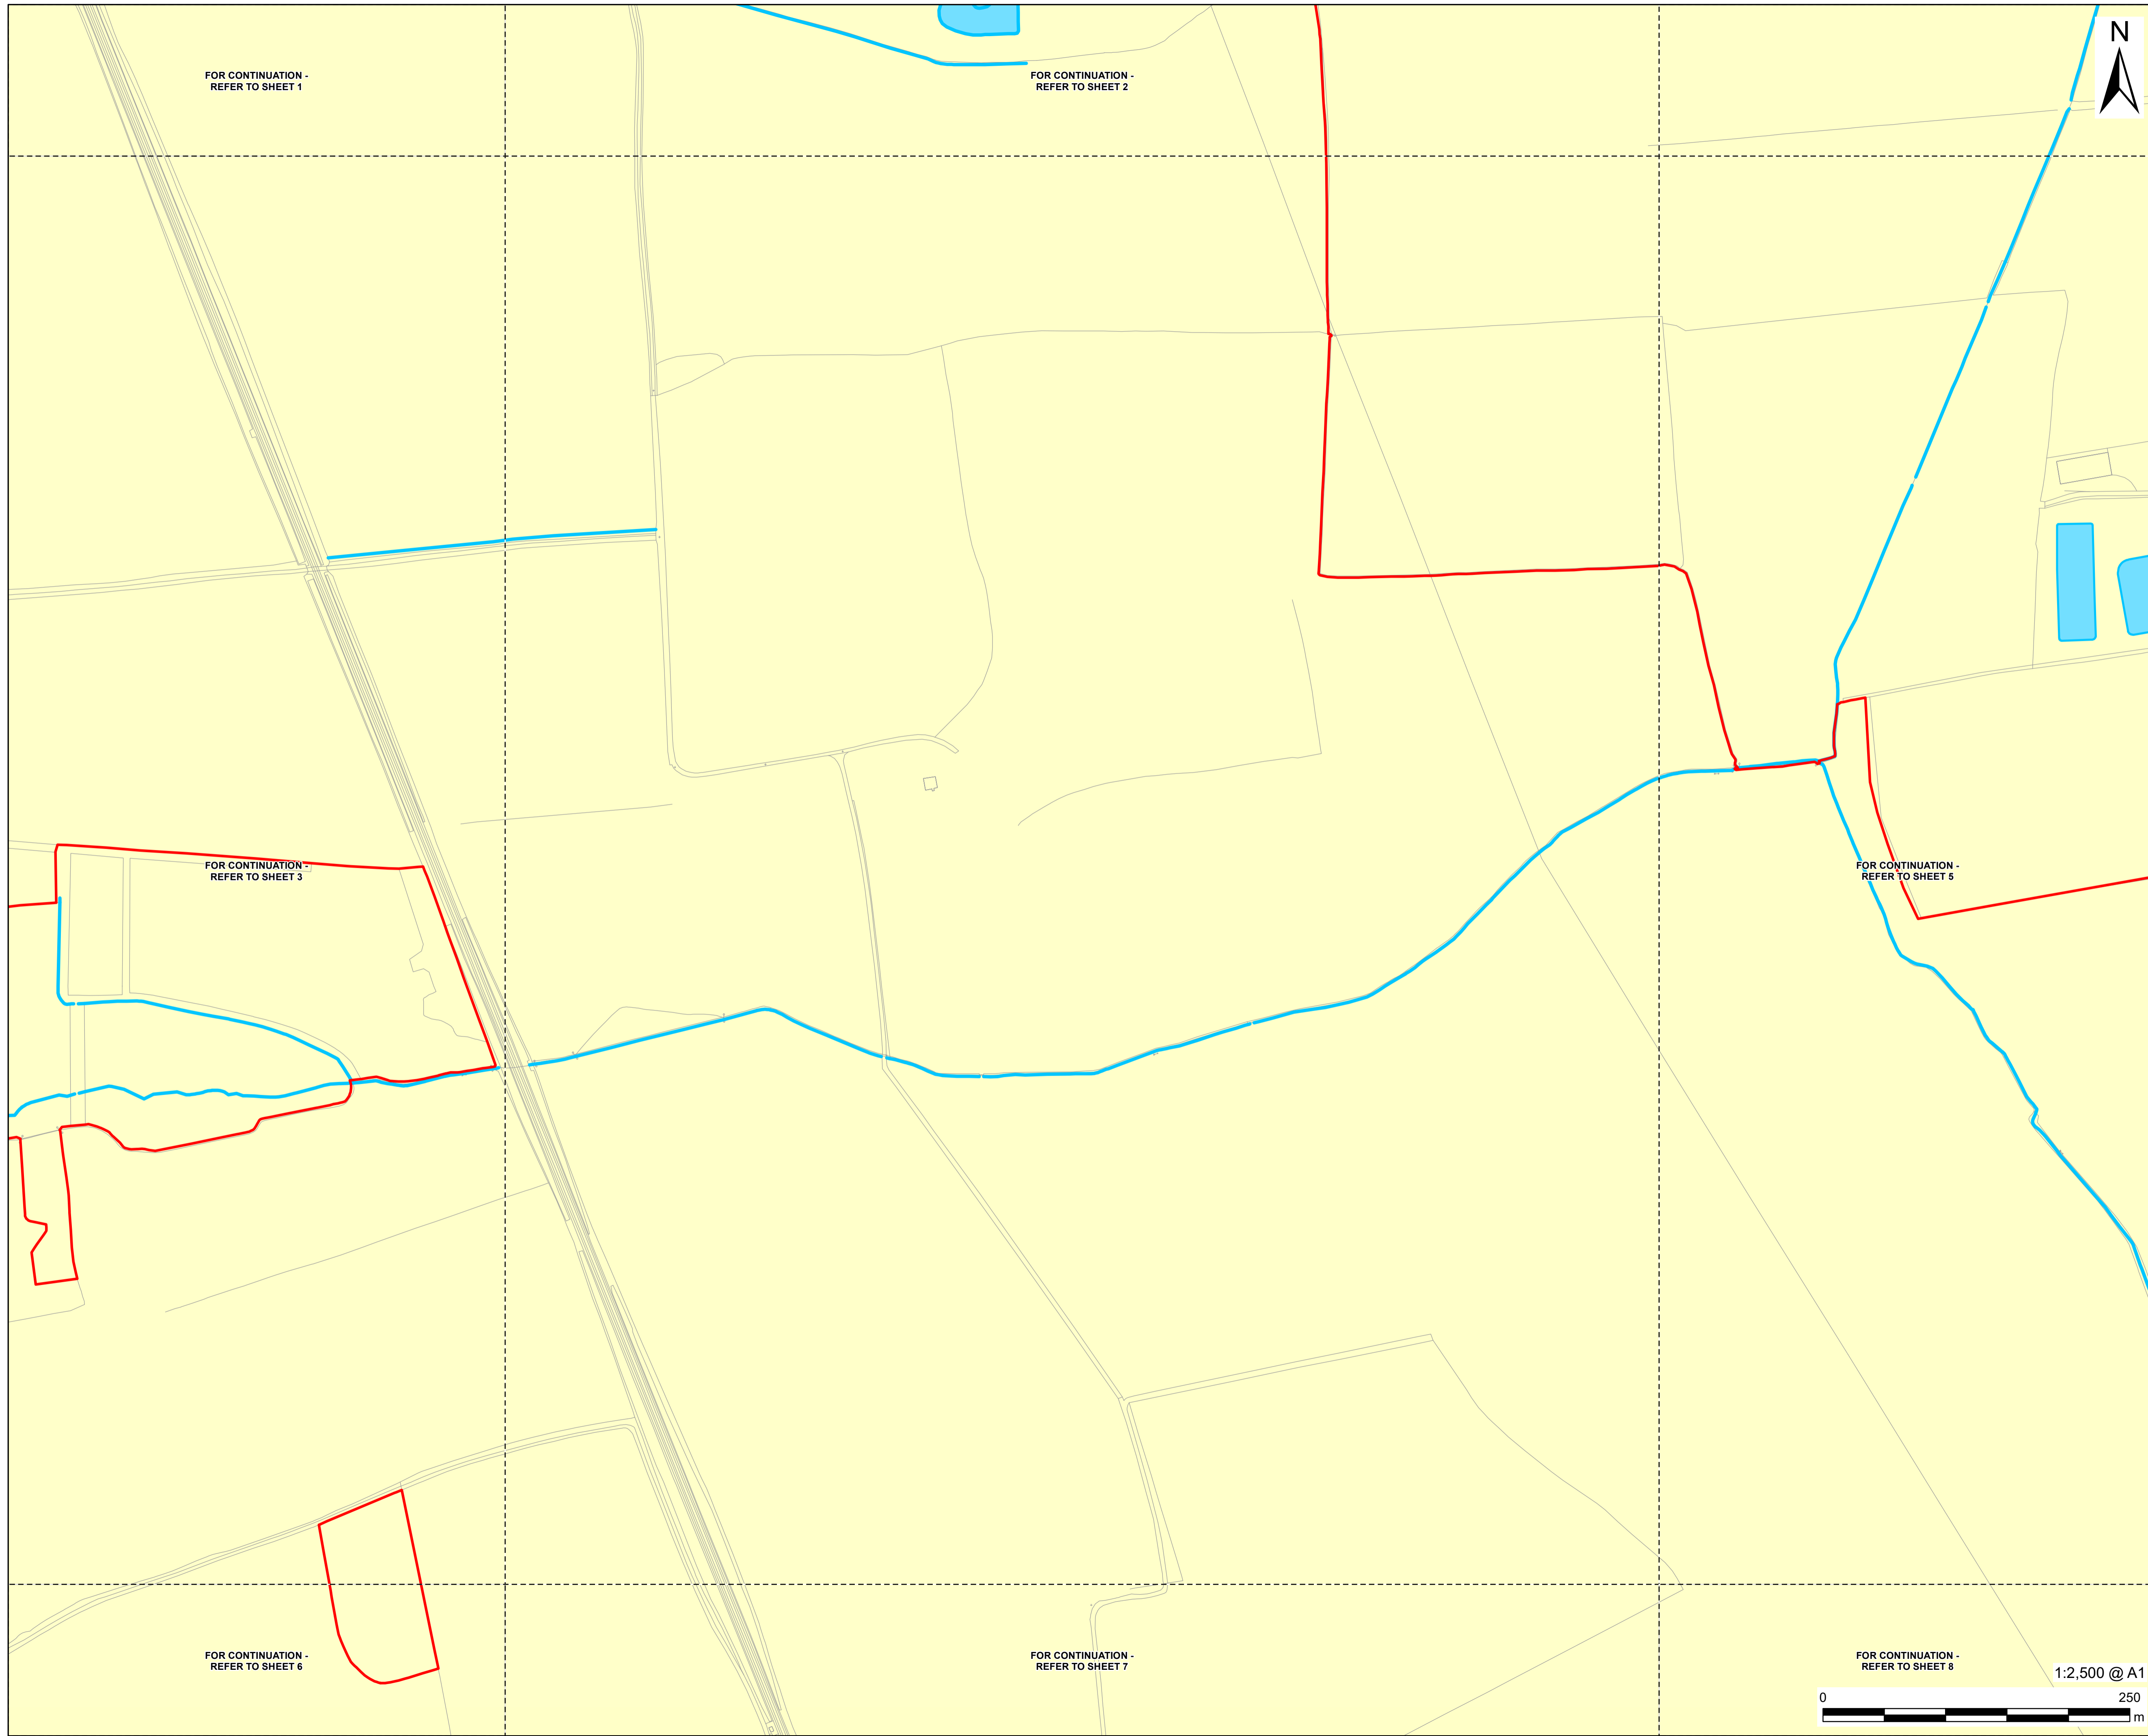 FOR CONTINUATION -
REFER TO SHEET 1
FOR CONTINUATION -
REFER TO SHEET 2
N
FOR CONTINUATION -
REFER TO SHEET 3
FOR CONTINUATION -
REFER TO SHEET 5
FOR CONTINUATION -
REFER TO SHEET 6
FOR CONTINUATION -
REFER TO SHEET 7
FOR CONTINUATION -
REFER TO SHEET 8
1:2,500 @ A1
0 250
m